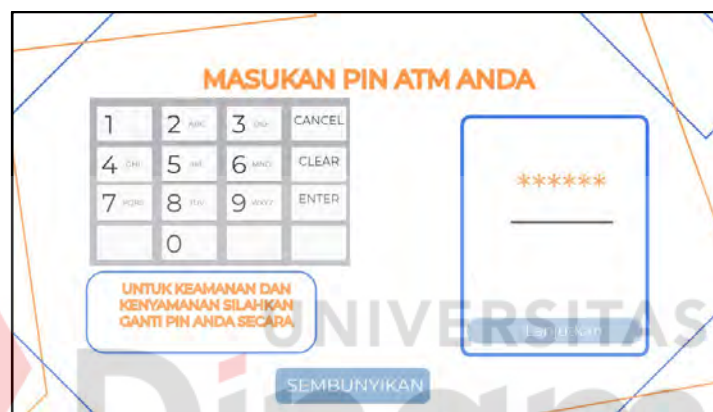 MASUKAN PIN ATM ANDA
1 2 ABC 3 DEF CANCEL
4 GHI 5 JKL 6 MNO CLEAR
7 PQRS 8 TUV 9 WXYZ ENTER
0
******
UNTUK KEAMANAN DAN
KENYAMANAN SILAHKAN
GANTI PIN ANDA SECARA
Lanjutkan
SEMBUNYIKAN
UNIVERSITAS